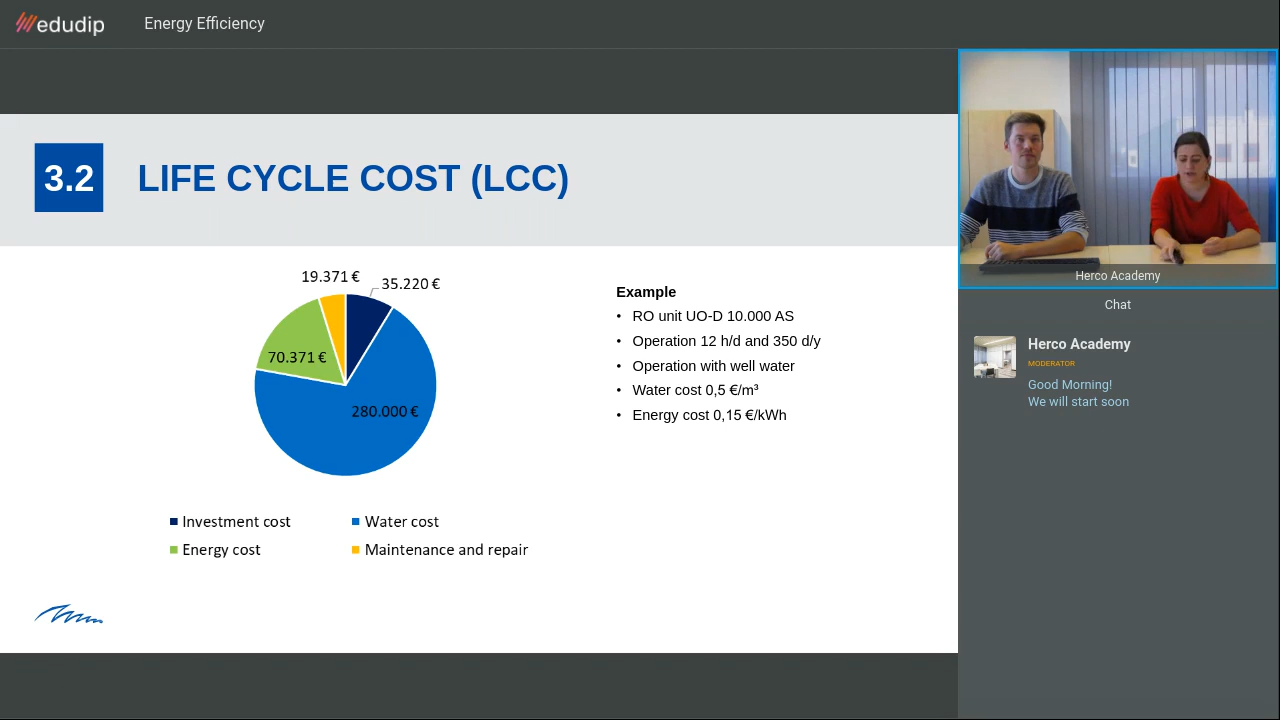 edudip
Energy Efficiency
3.2
LIFE CYCLE COST (LCC)
19.371 €
35.220 €
70.371 €
280.000 €
Investment cost
Water cost
Energy cost
Maintenance and repair
Example
• RO unit UO-D 10.000 AS
• Operation 12 h/d and 350 d/y
• Operation with well water
• Water cost 0,5 €/m³
• Energy cost 0,15 €/kWh
Herco Academy
Chat
Herco Academy
MODERATOR
Good Morning!
We will start soon